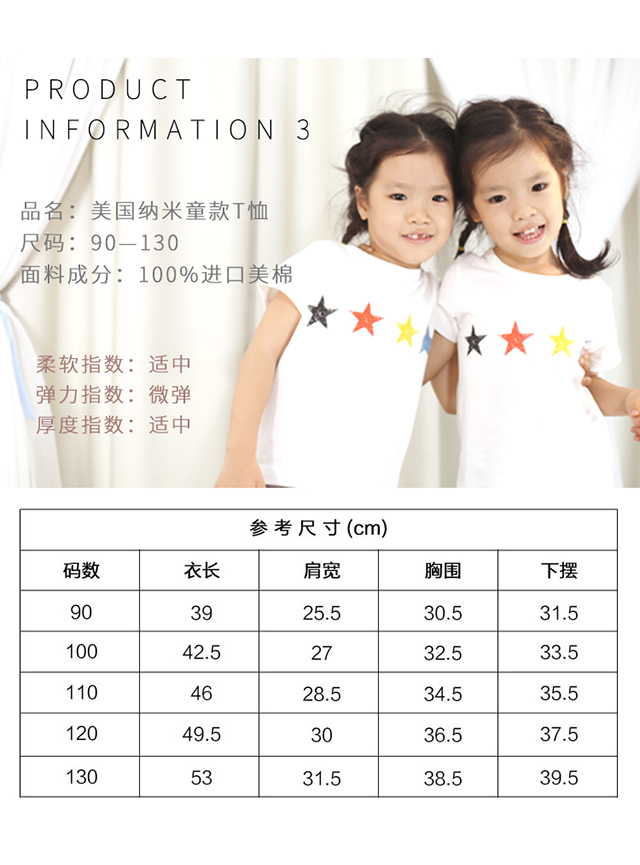 PRODUCT
INFORMATION 3
品名：美国纳米童款T恤
尺码：90—130
面料成分：100%进口美棉
柔软指数：适中
弹力指数：微弹
厚度指数：适中
参考尺寸(cm)
码数 衣长 肩宽 胸围 下摆
90 39 25.5 30.5 31.5
100 42.5 27 32.5 33.5
110 46 28.5 34.5 35.5
120 49.5 30 36.5 37.5
130 53 31.5 38.5 39.5